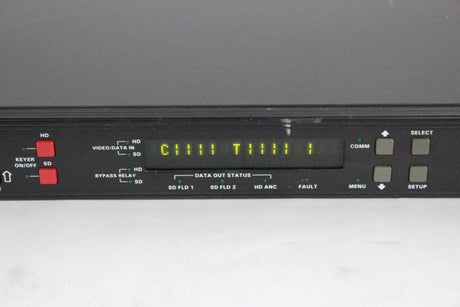 HD
KEYER
ON/OFF
SD
VIDEO/DATA IN
HD
SD
BYPASS RELAY
HD
SD
C1111 T1111 1
DATA OUT STATUS
SD FLD 1
SD FLD 2
HD ANC
FAULT
COMM
MENU
SELECT
SETUP